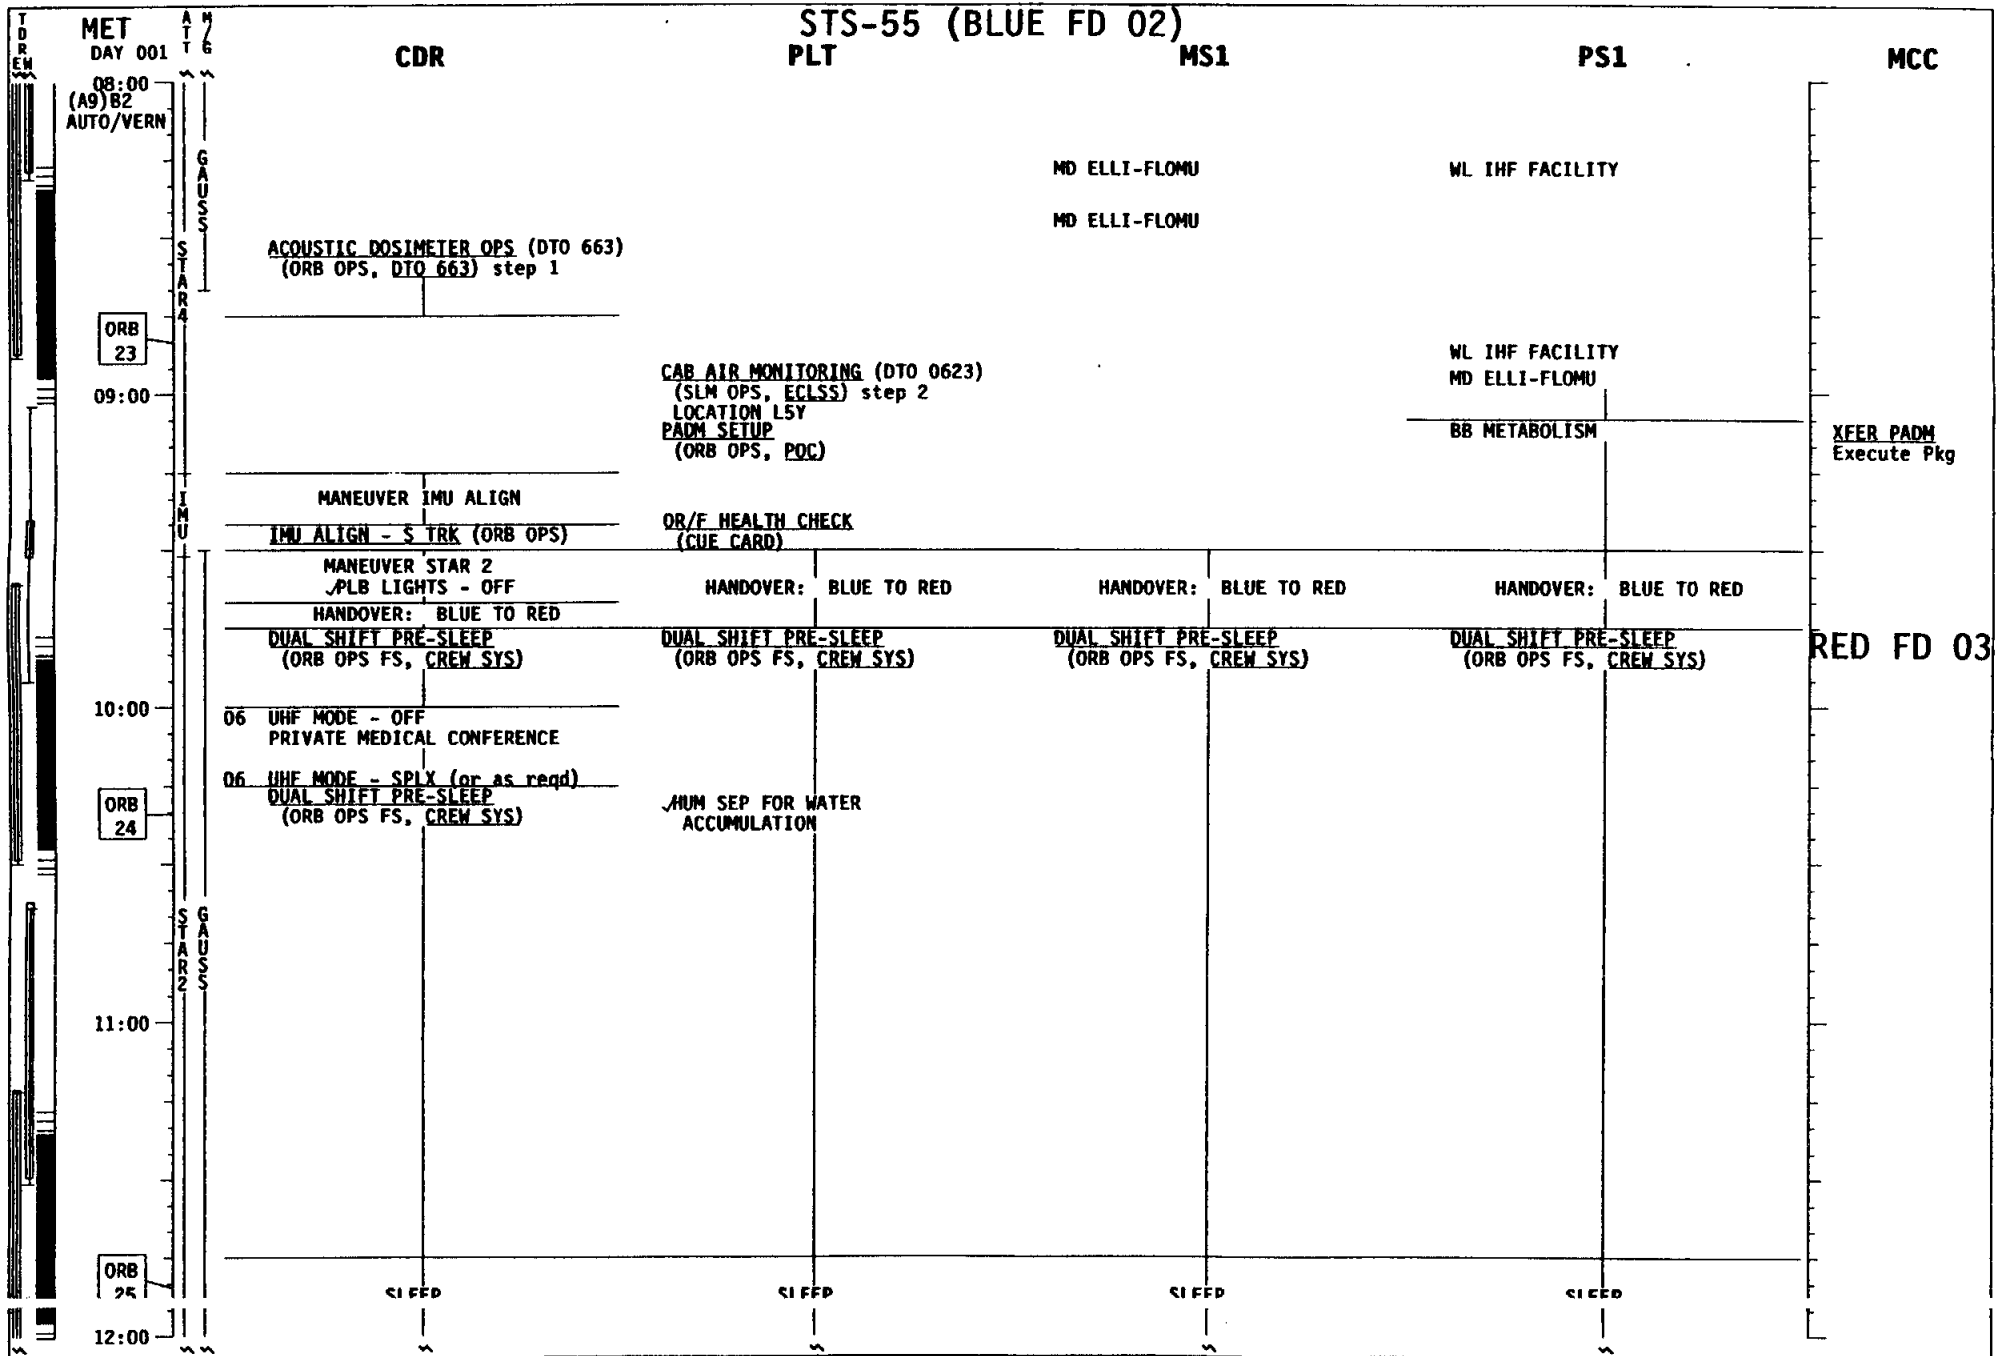 STS-55 (BLUE FD 02)
TDRE W
MET
DAY 001
ATT
M/G
CDR
PLT
MS1
PS1
MCC
08:00
(A9)B2
AUTO/VERN
GAUSS
MD ELLI-FLOMU
WL IHF FACILITY
MD ELLI-FLOMU
STAR4
ACOUSTIC DOSIMETER OPS (DTO 663)
(ORB OPS, DTO 663) step 1
ORB
23
WL IHF FACILITY
CAB AIR MONITORING (DTO 0623)
MD ELLI-FLOMU
09:00
(SLM OPS, ECLSS) step 2
LOCATION L5Y
PADM SETUP
BB METABOLISM
XFER PADM
(ORB OPS, POC)
Execute Pkg
IMU
MANEUVER IMU ALIGN
OR/F HEALTH CHECK
IMU ALIGN - S TRK (ORB OPS)
(CUE CARD)
MANEUVER STAR 2
✓PLB LIGHTS - OFF
HANDOVER: BLUE TO RED
HANDOVER: BLUE TO RED
HANDOVER: BLUE TO RED
HANDOVER: BLUE TO RED
DUAL SHIFT PRE-SLEEP
DUAL SHIFT PRE-SLEEP
DUAL SHIFT PRE-SLEEP
DUAL SHIFT PRE-SLEEP
RED FD 03
(ORB OPS FS, CREW SYS)
(ORB OPS FS, CREW SYS)
(ORB OPS FS, CREW SYS)
(ORB OPS FS, CREW SYS)
10:00
06 UHF MODE - OFF
PRIVATE MEDICAL CONFERENCE
06 UHF MODE - SPLX (or as reqd)
DUAL SHIFT PRE-SLEEP
(ORB OPS FS, CREW SYS)
✓HUM SEP FOR WATER
ACCUMULATION
ORB
24
STAR2
GAUSS
11:00
ORB
25
SLEEP
SLEEP
SLEEP
SLEEP
12:00